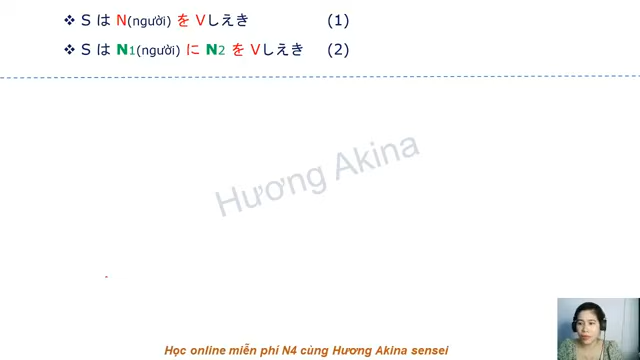 ❖ S は N(người) を Vしえき (1)
❖ S は N1(người) に N2 を Vしえき (2)
Hương Akina
Học online miễn phí N4 cùng Hương Akina sensei